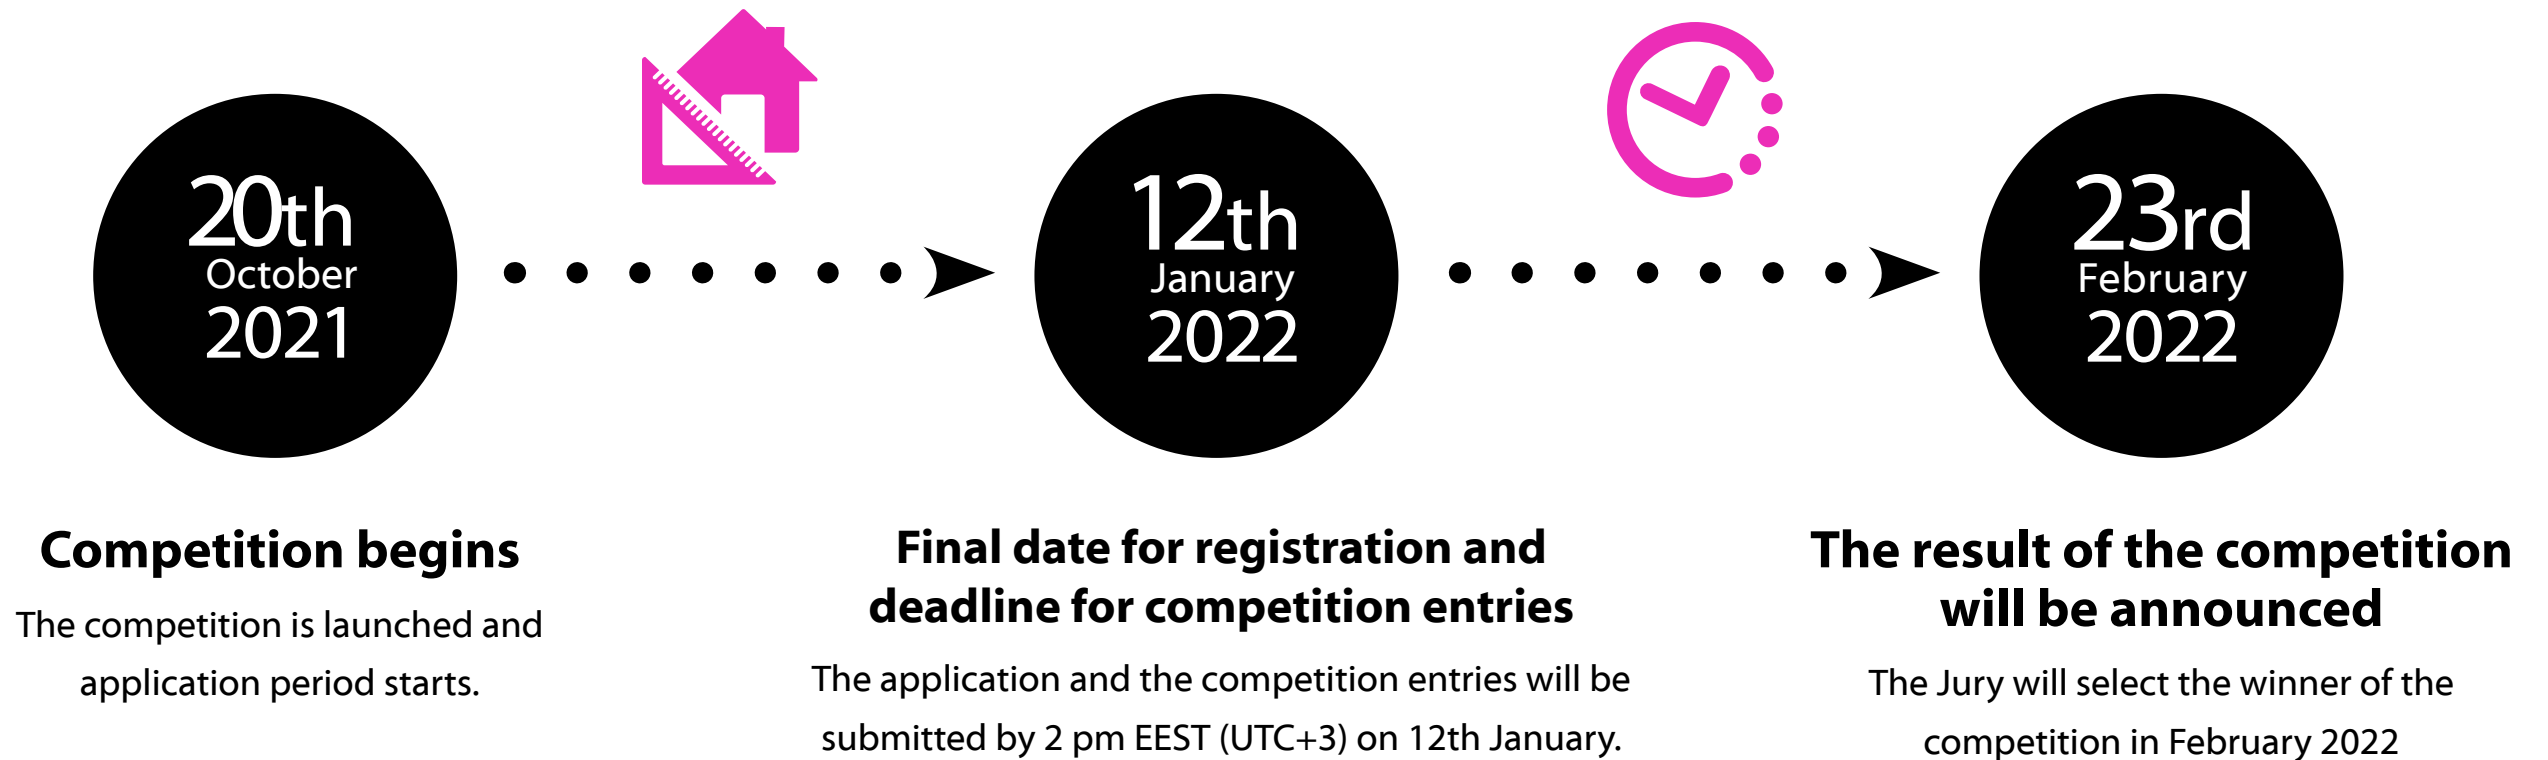 20th
October
2021
12th
January
2022
23rd
February
2022
Competition begins
The competition is launched and
application period starts.
Final date for registration and
deadline for competition entries
The application and the competition entries will be
submitted by 2 pm EEST (UTC+3) on 12th January.
The result of the competition
will be announced
The Jury will select the winner of the
competition in February 2022